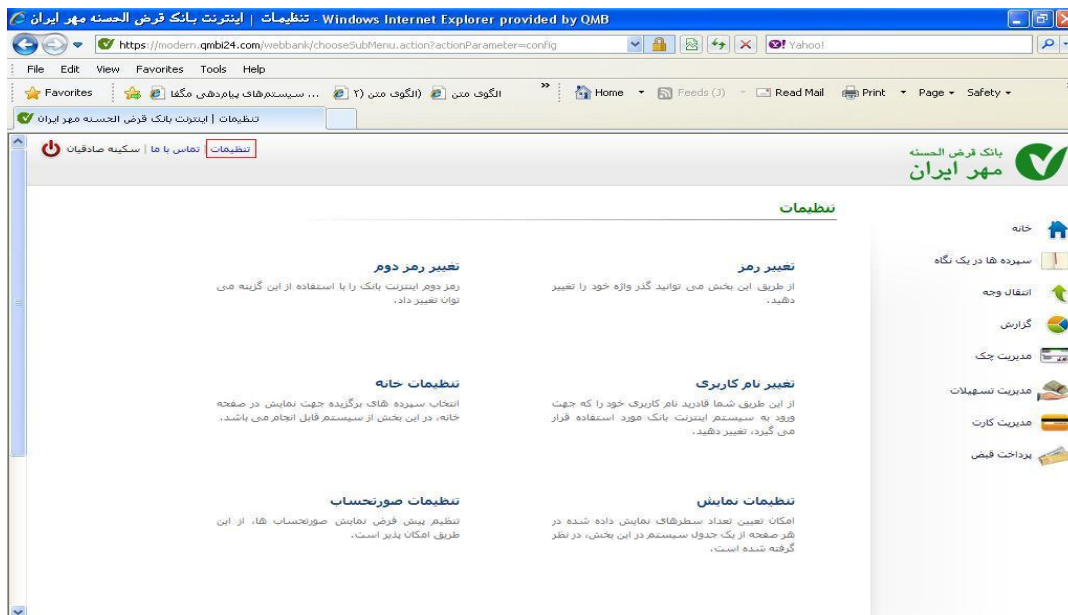 تنظیمات | اینترنت بانک قرض الحسنه مهر ایران - Windows Internet Explorer provided by QMB
https://modern.qmbi24.com/webbank/chooseSubMenu.action?actionParameter=config
Yahoo!
File Edit View Favorites Tools Help
Favorites
سیستم‌های پیام‌دهی مگفا ...
الگوی متن (۲)
الگوی متن
» Home Feeds (J) Read Mail Print Page Safety
تنظیمات | اینترنت بانک قرض الحسنه مهر ایران
تنظیمات | تماس با ما | سکینه صادقیان
بانک قرض الحسنه
مهر ایران
خانه
سپرده ها در یک نگاه
انتقال وجه
گزارش
مدیریت چک
مدیریت تسهیلات
مدیریت کارت
پرداخت قبض
تنظیمات
تغییر رمز
از طریق این بخش می توانید گذر واژه خود را تغییر
دهید.
تغییر رمز دوم
رمز دوم اینترنت بانک را با استفاده از این گزینه می
توان تغییر داد.
تغییر نام کاربری
از این طریق شما قادرید نام کاربری خود را که جهت
ورود به سیستم اینترنت بانک مورد استفاده قرار
می گیرد، تغییر دهید.
تنظیمات خانه
انتخاب سپرده های برگزیده جهت نمایش در صفحه
خانه، در این بخش از سیستم قابل انجام می باشد.
تنظیمات نمایش
امکان تعیین تعداد سطرهای نمایش داده شده در
هر صفحه از یک جدول سیستم در این بخش، در نظر
گرفته شده است.
تنظیمات صورتحساب
تنظیم پیش فرض نمایش صورتحساب ها، از این
طریق امکان پذیر است.